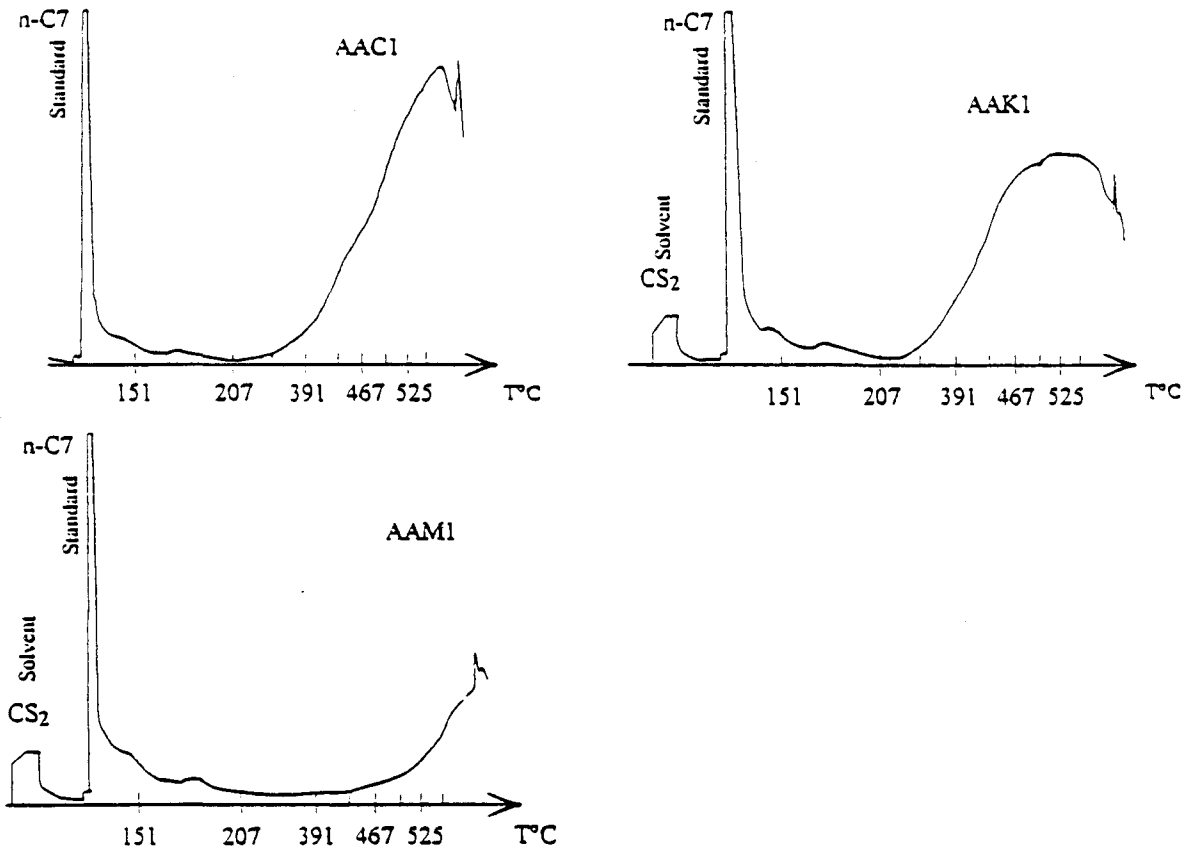 n-C7
Standard
AAC1
151 207 391 467 525 T°C
n-C7
Standard
AAK1
Solvent
CS2
151 207 391 467 525 T°C
n-C7
Standard
AAM1
Solvent
CS2
151 207 391 467 525 T°C